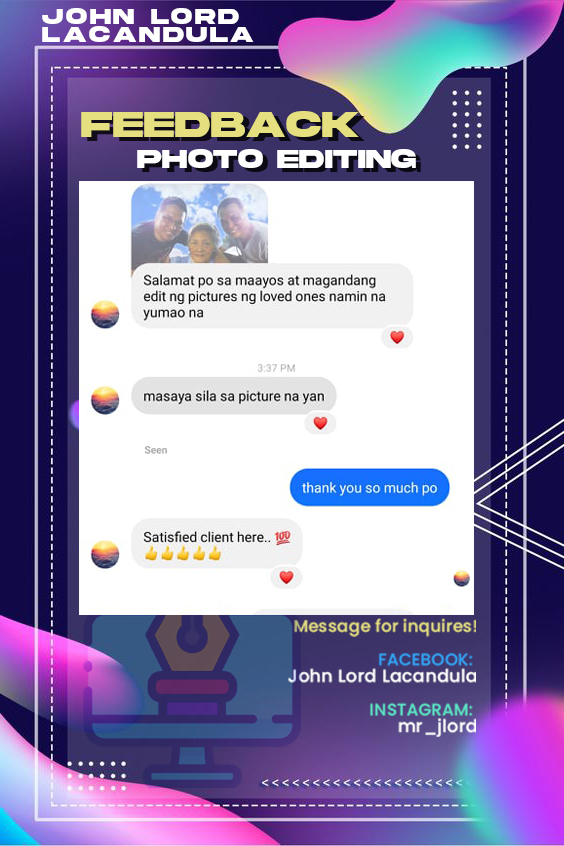 JOHN LORD
LACANDULA
FEEDBACK
PHOTO EDITING
Salamat po sa maayos at magandang
edit ng pictures ng loved ones namin na
yumao na
3:37 PM
masaya sila sa picture na yan
Seen
thank you so much po
Satisfied client here.. 💯
👍👍👍👍👍
Message for inquires!
FACEBOOK:
John Lord Lacandula
INSTAGRAM:
mr_jlord